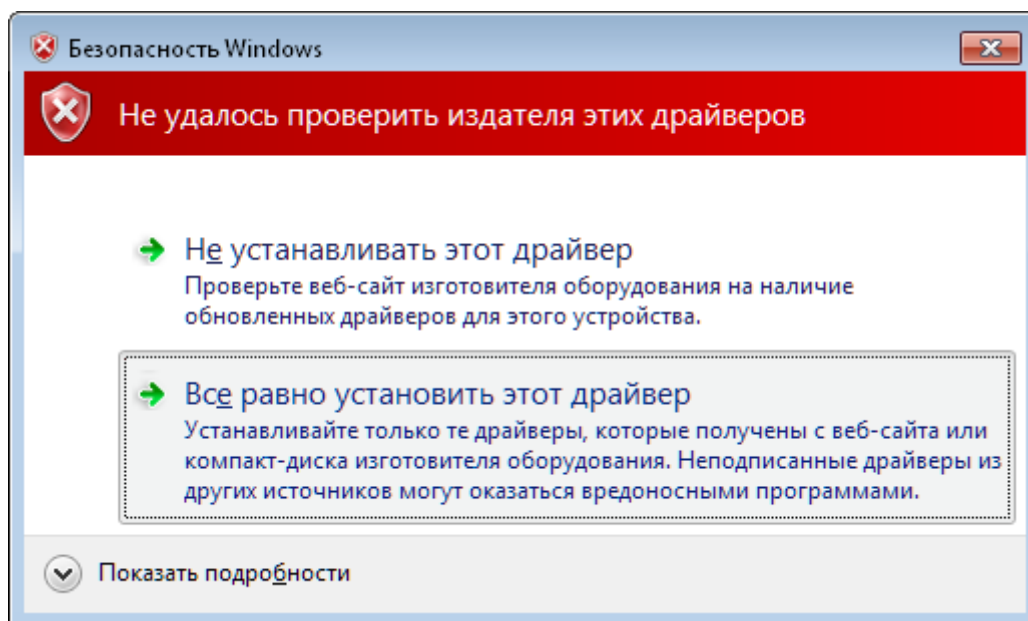 Безопасность Windows
Не удалось проверить издателя этих драйверов
Не устанавливать этот драйвер
Проверьте веб-сайт изготовителя оборудования на наличие
обновленных драйверов для этого устройства.
Все равно установить этот драйвер
Устанавливайте только те драйверы, которые получены с веб-сайта или
компакт-диска изготовителя оборудования. Неподписанные драйверы из
других источников могут оказаться вредоносными программами.
Показать подробности